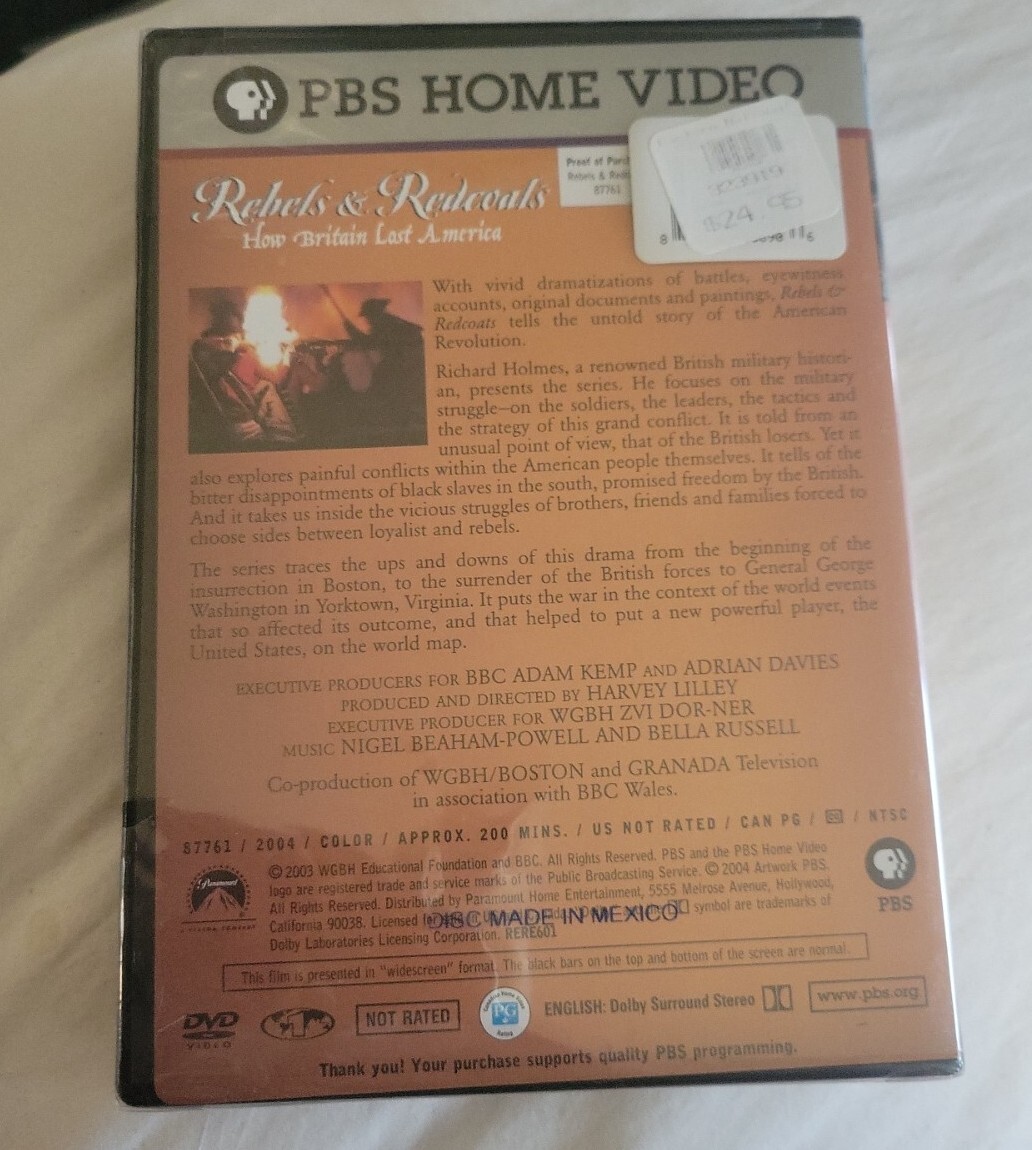 PBS HOME VIDEO
Proof of Purch
Rebels & Redc
87761
323919
$24.95
8 6
Rebels & Redcoats
How Britain Lost America
With vivid dramatizations of battles, eyewitness
accounts, original documents and paintings, Rebels &
Redcoats tells the untold story of the American
Revolution.
Richard Holmes, a renowned British military histori-
an, presents the series. He focuses on the military
struggle—on the soldiers, the leaders, the tactics and
the strategy of this grand conflict. It is told from an
unusual point of view, that of the British losers. Yet it
also explores painful conflicts within the American people themselves. It tells of the
bitter disappointments of black slaves in the south, promised freedom by the British.
And it takes us inside the vicious struggles of brothers, friends and families forced to
choose sides between loyalist and rebels.
The series traces the ups and downs of this drama from the beginning of the
insurrection in Boston, to the surrender of the British forces to General George
Washington in Yorktown, Virginia. It puts the war in the context of the world events
that so affected its outcome, and that helped to put a new powerful player, the
United States, on the world map.
EXECUTIVE PRODUCERS FOR BBC ADAM KEMP AND ADRIAN DAVIES
PRODUCED AND DIRECTED BY HARVEY LILLEY
EXECUTIVE PRODUCER FOR WGBH ZVI DOR-NER
MUSIC NIGEL BEAHAM-POWELL AND BELLA RUSSELL
Co-production of WGBH/BOSTON and GRANADA Television
in association with BBC Wales.
87761 / 2004 / COLOR / APPROX. 200 MINS. / US NOT RATED / CAN PG / CC / NTSC
Paramount
© 2003 WGBH Educational Foundation and BBC. All Rights Reserved. PBS and the PBS Home Video
logo are registered trade and service marks of the Public Broadcasting Service. © 2004 Artwork PBS.
All Rights Reserved. Distributed by Paramount Home Entertainment, 5555 Melrose Avenue, Hollywood,
California 90038. Licensed symbol are trademarks of
DISC MADE IN MEXICO
Dolby Laboratories Licensing Corporation. RERE601
PBS
This film is presented in "widescreen" format. The black bars on the top and bottom of the screen are normal.
DVD
VIDEO
1
NOT RATED
PG
ENGLISH: Dolby Surround Stereo
www.pbs.org
Thank you! Your purchase supports quality PBS programming.